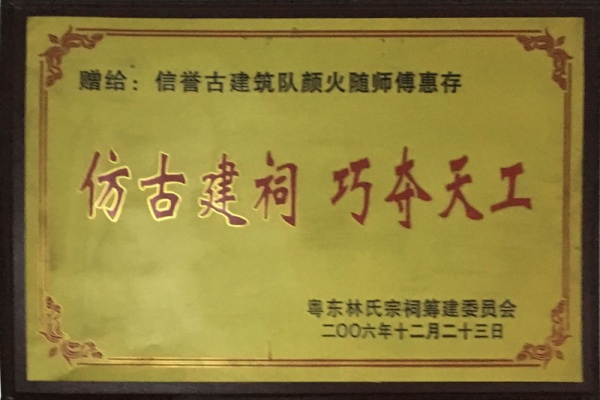 赠给：信誉古建筑队颜火随师傅惠存
仿古建祠 巧夺天工
粤东林氏宗祠筹建委员会
二〇〇六年十二月二十三日